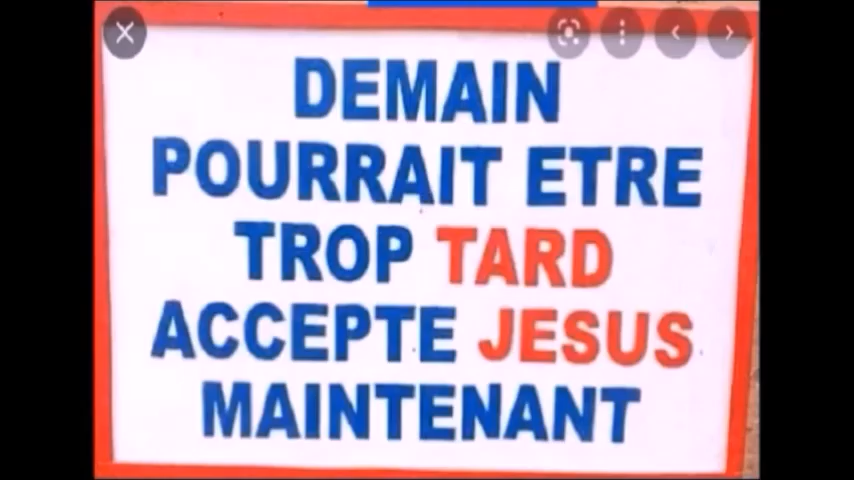 DEMAIN
POURRAIT ETRE
TROP TARD
ACCEPTE JESUS
MAINTENANT